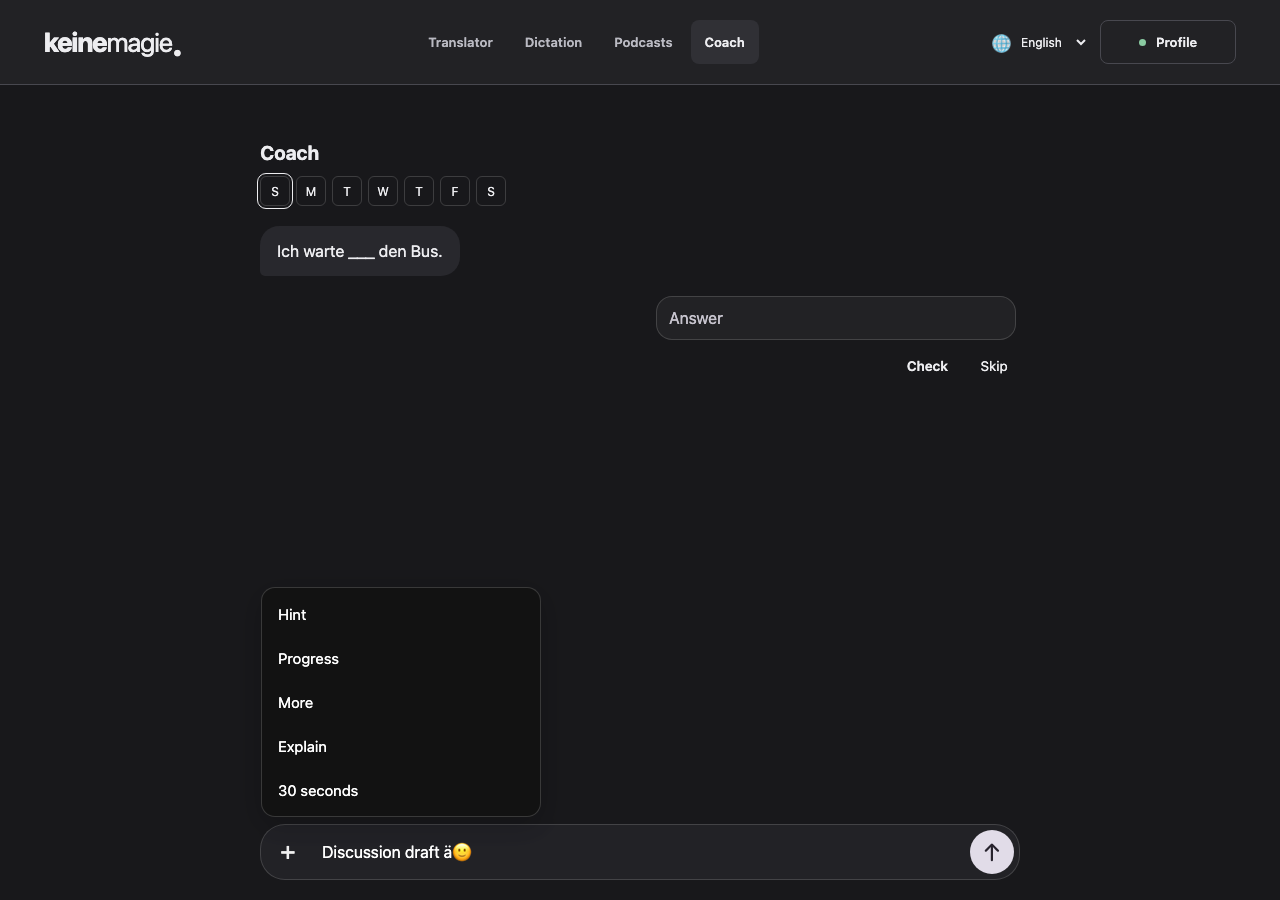 keinemagie.
Translator
Dictation
Podcasts
Coach
🌐 English
Profile
Coach
S M T W T F S
Ich warte ___ den Bus.
Answer
Check Skip
Hint
Progress
More
Explain
30 seconds
+ Discussion draft ä🙂